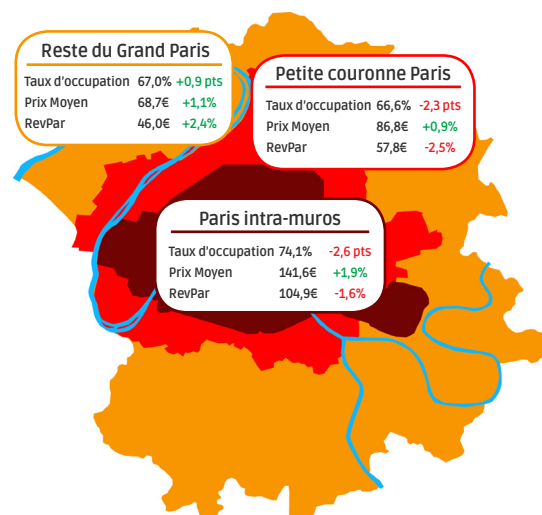 Reste du Grand Paris
Taux d'occupation 67,0% +0,9 pts
Prix Moyen 68,7€ +1,1%
RevPar 46,0€ +2,4%
Petite couronne Paris
Taux d'occupation 66,6% -2,3 pts
Prix Moyen 86,8€ +0,9%
RevPar 57,8€ -2,5%
Paris intra-muros
Taux d'occupation 74,1% -2,6 pts
Prix Moyen 141,6€ +1,9%
RevPar 104,9€ -1,6%